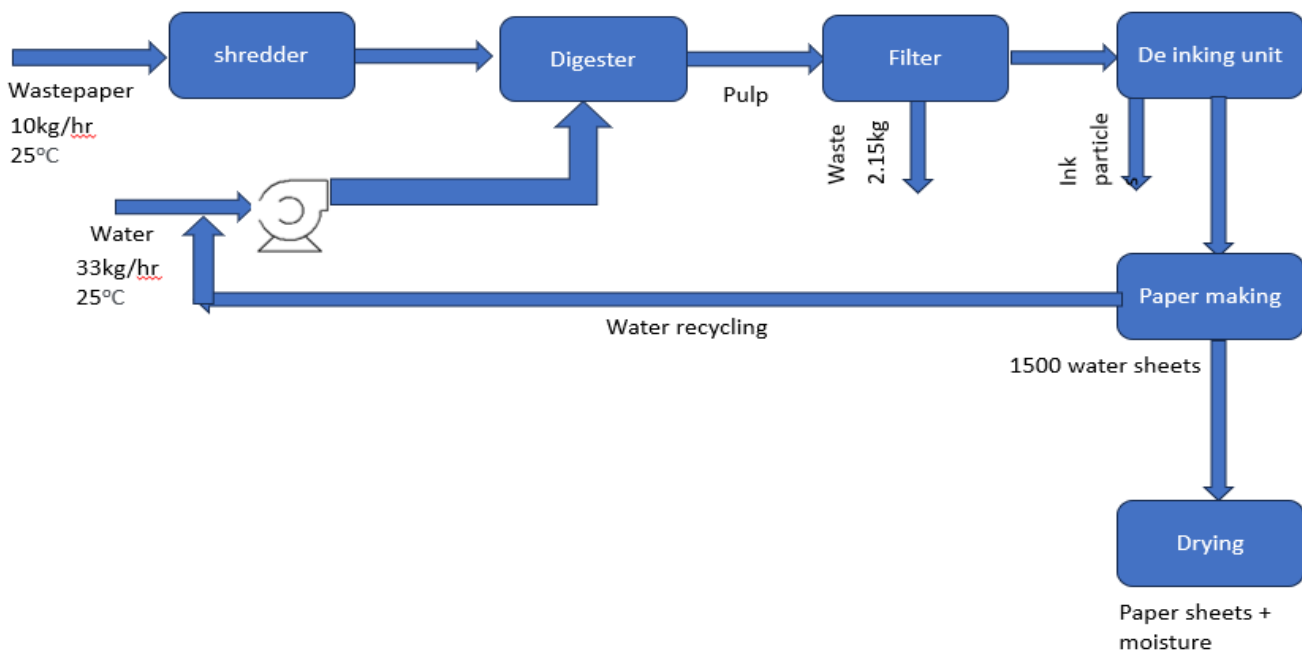 shredder
Digester
Filter
De inking unit
Wastepaper
10kg/hr
25°C
Pulp
Waste
2.15kg
Ink
particle
s
Water
33kg/hr
25°C
Paper making
Water recycling
1500 water sheets
Drying
Paper sheets +
moisture